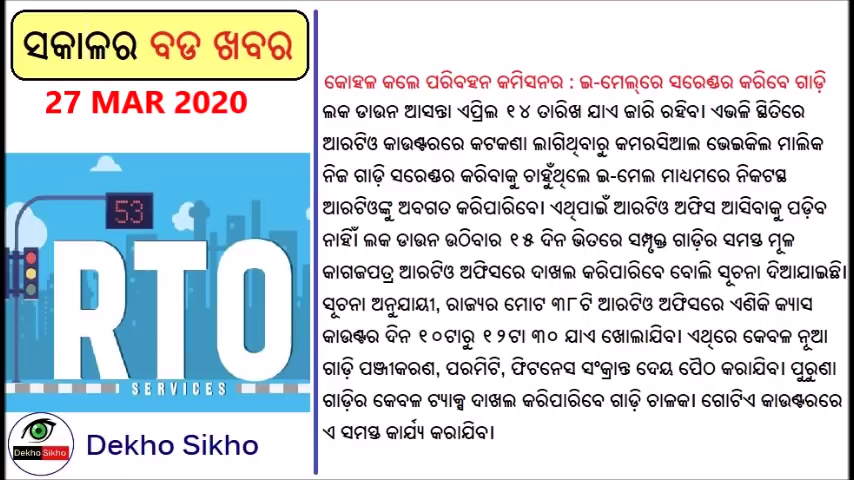 ସକାଳର ବଡ ଖବର
27 MAR 2020
53
RTO
SERVICES
Dekho Sikho
Dekho Sikho
କୋହଳ କଲେ ପରିବହନ କମିସନର : ଇ-ମେଲ୍‌ରେ ସରେଣ୍ଡର କରିବେ ଗାଡ଼ି
ଲକ ଡାଉନ ଆସନ୍ତା ଏପ୍ରିଲ ୧୪ ତାରିଖ ଯାଏ ଜାରି ରହିବ। ଏଭଳି ସ୍ଥିତିରେ
ଆରଟିଓ କାଉଣ୍ଟରରେ କଟକଣା ଲାଗିଥିବାରୁ କମରସିଆଲ ଭେଇକିଲ ମାଲିକ
ନିଜ ଗାଡ଼ି ସରେଣ୍ଡର କରିବାକୁ ଚାହୁଁଥିଲେ ଇ-ମେଲ ମାଧ୍ୟମରେ ନିକଟସ୍ଥ
ଆରଟିଓଙ୍କୁ ଅବଗତ କରିପାରିବେ। ଏଥିପାଇଁ ଆରଟିଓ ଅଫିସ ଆସିବାକୁ ପଡ଼ିବ
ନାହିଁ। ଲକ ଡାଉନ ଉଠିବାର ୧୫ ଦିନ ଭିତରେ ସମ୍ପୃକ୍ତ ଗାଡ଼ିର ସମସ୍ତ ମୂଳ
କାଗଜପତ୍ର ଆରଟିଓ ଅଫିସରେ ଦାଖଲ କରିପାରିବେ ବୋଲି ସୂଚନା ଦିଆଯାଇଛି।
ସୂଚନା ଅନୁଯାୟୀ, ରାଜ୍ୟର ମୋଟ ୩୮ଟି ଆରଟିଓ ଅଫିସରେ ଏଣିକି କ୍ୟାସ
କାଉଣ୍ଟର ଦିନ ୧୦ଟାରୁ ୧୨ଟା ୩୦ ଯାଏ ଖୋଲାଯିବ। ଏଥିରେ କେବଳ ନୂଆ
ଗାଡ଼ି ପଞ୍ଜୀକରଣ, ପରମିଟି, ଫିଟନେସ ସଂକ୍ରାନ୍ତ ଦେୟ ପୈଠ କରାଯିବ। ପୁରୁଣା
ଗାଡ଼ିର କେବଳ ଟ୍ୟାକ୍ସ ଦାଖଲ କରିପାରିବେ ଗାଡ଼ି ଚାଳକ। ଗୋଟିଏ କାଉଣ୍ଟରରେ
ଏ ସମସ୍ତ କାର୍ଯ୍ୟ କରାଯିବ।